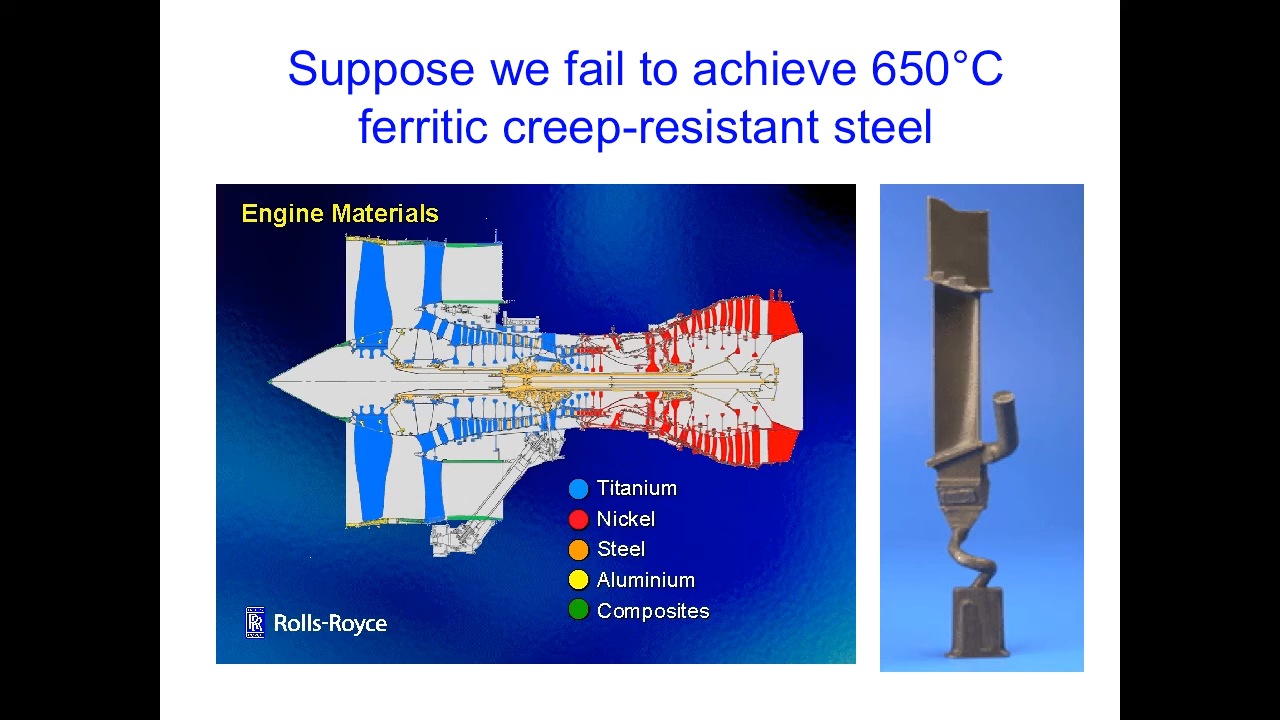 Suppose we fail to achieve 650°C
ferritic creep-resistant steel
Engine Materials
Titanium
Nickel
Steel
Aluminium
Composites
RR
Rolls-Royce